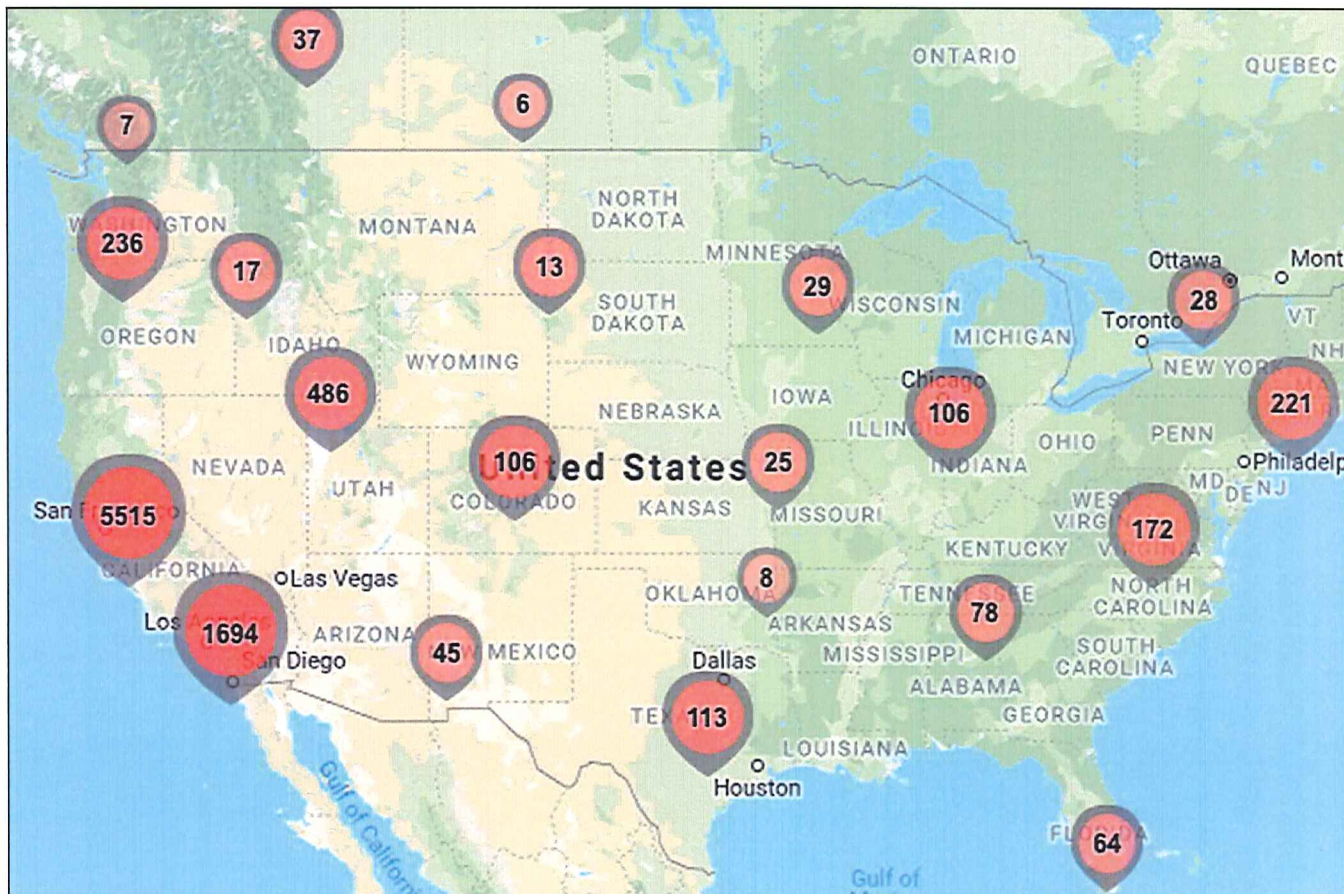 37
ONTARIO
QUEBEC
6
7
WASHINGTON
236
MONTANA
NORTH
DAKOTA
MINNESOTA
17
13
29
Ottawa
Mont
28
OREGON
IDAHO
SOUTH
DAKOTA
WISCONSIN
MICHIGAN
Toronto
VT
NH
WYOMING
NEW YORK
486
NEBRASKA
IOWA
Chicago
106
MA
221
ILLINOIS
INDIANA
OHIO
PENN
NEVADA
UTAH
106
COLORADO
United States
25
Philadelp
KANSAS
MISSOURI
MD
DE
NJ
San Francisco
5515
WEST
VIRGINIA
172
VIRGINIA
KENTUCKY
CALIFORNIA
Las Vegas
8
OKLAHOMA
TENNESSEE
78
NORTH
CAROLINA
ARKANSAS
Los Angeles
1694
ARIZONA
45
NEW MEXICO
MISSISSIPPI
SOUTH
CAROLINA
San Diego
Dallas
ALABAMA
TEXAS
113
GEORGIA
LOUISIANA
Houston
Gulf of California
FLORIDA
64
Gulf of